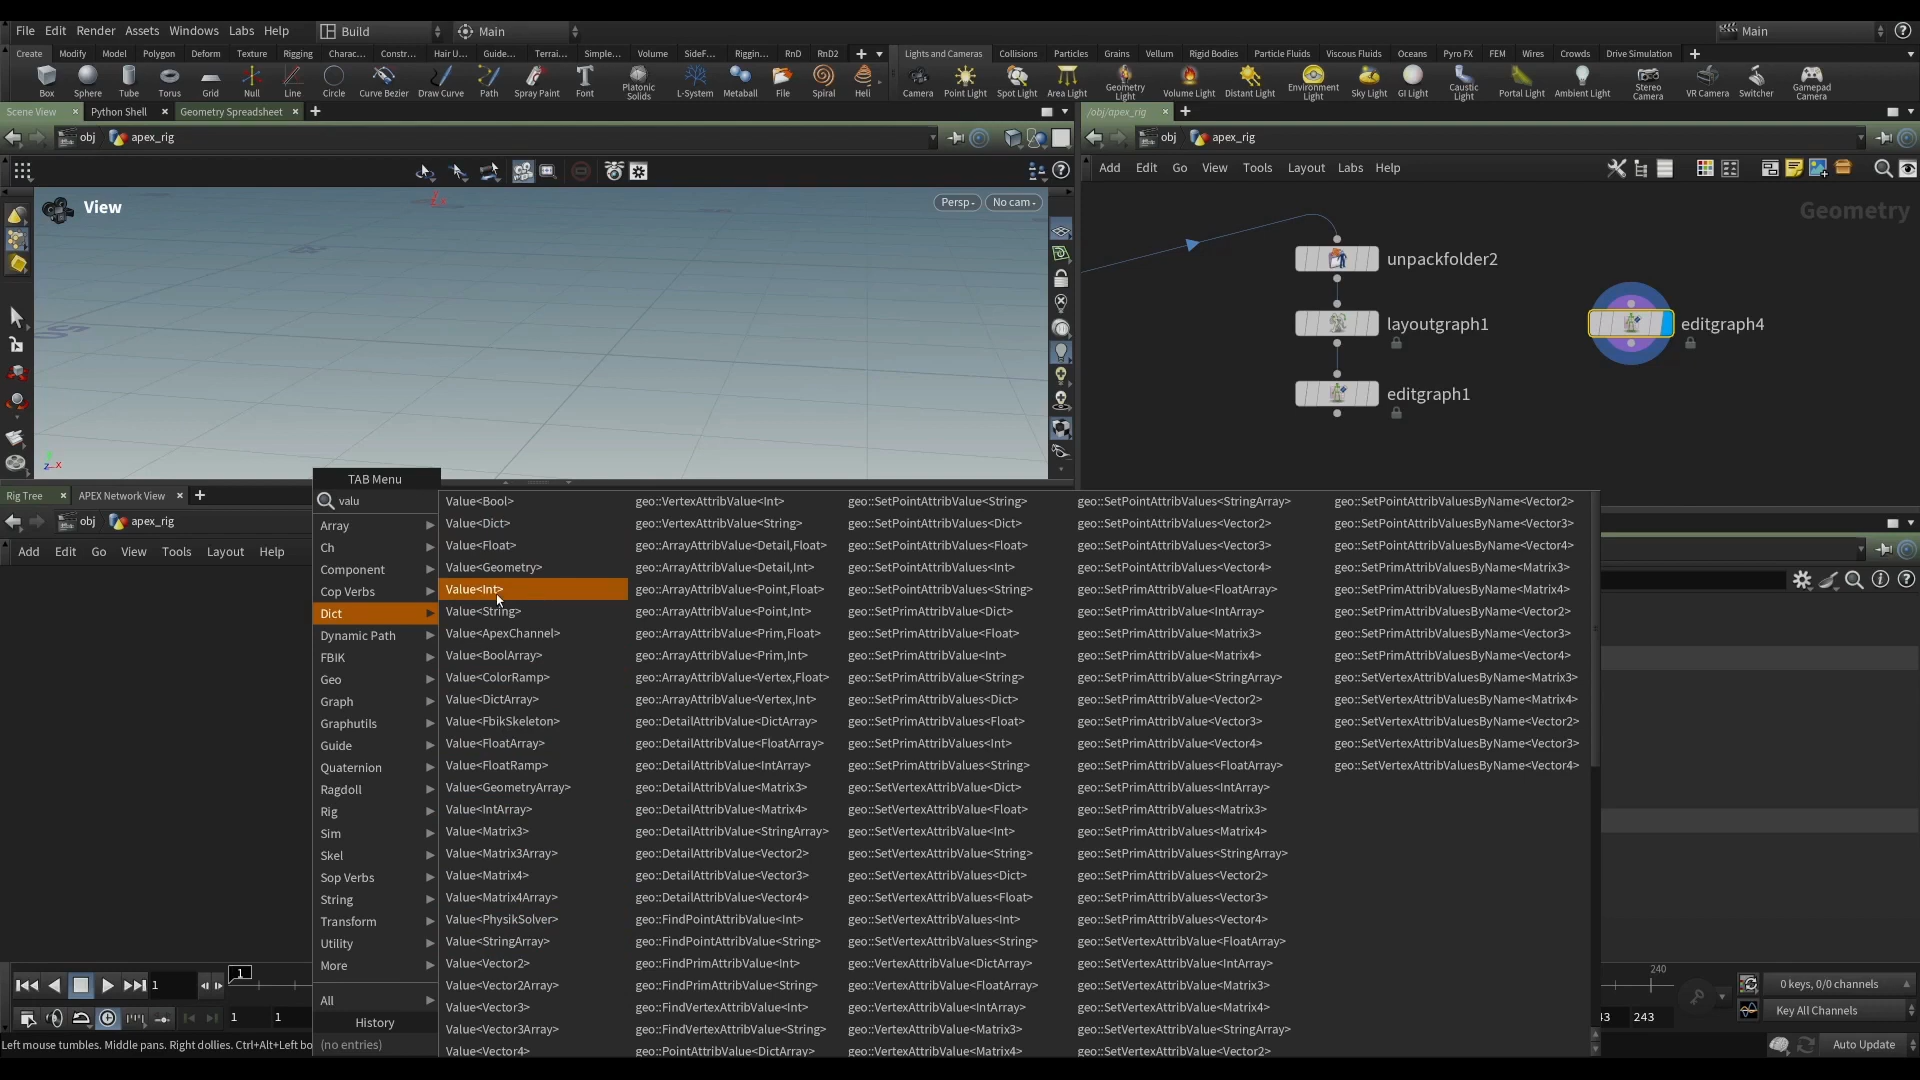 File Edit Render Assets Windows Labs Help Build Main Main
Create Modify Model Polygon Deform Texture Rigging Charac... Constr... Hair U... Guide... Terrai... Simple... Volume SideF... Riggin... RnD RnD2 Lights and Cameras Collisions Particles Grains Vellum Rigid Bodies Particle Fluids Viscous Fluids Oceans Pyro FX FEM Wires Crowds Drive Simulation
Box Sphere Tube Torus Grid Null Line Circle Curve Bezier Draw Curve Path Spray Paint Font Platonic Solids L-System Metaball File Spiral Heli Camera Point Light Spot Light Area Light Geometry Light Volume Light Distant Light Environment Light Sky Light GI Light Caustic Light Portal Light Ambient Light Stereo Camera VR Camera Switcher Gamepad Camera
Scene View Python Shell Geometry Spreadsheet /obj/apex_rig
obj apex_rig obj apex_rig
Add Edit Go View Tools Layout Labs Help
View Persp No cam
Geometry
unpackfolder2
layoutgraph1
editgraph4
editgraph1
Rig Tree APEX Network View
obj apex_rig
Add Edit Go View Tools Layout Help
TAB Menu
valu
Array
Ch
Component
Cop Verbs
Dict
Dynamic Path
FBIK
Geo
Graph
Graphutils
Guide
Quaternion
Ragdoll
Rig
Sim
Skel
Sop Verbs
String
Transform
Utility
More
All
History
(no entries)
Value<Bool>
Value<Dict>
Value<Float>
Value<Geometry>
Value<Int>
Value<String>
Value<ApexChannel>
Value<BoolArray>
Value<ColorRamp>
Value<DictArray>
Value<FbikSkeleton>
Value<FloatArray>
Value<FloatRamp>
Value<GeometryArray>
Value<IntArray>
Value<Matrix3>
Value<Matrix3Array>
Value<Matrix4>
Value<Matrix4Array>
Value<PhysikSolver>
Value<StringArray>
Value<Vector2>
Value<Vector2Array>
Value<Vector3>
Value<Vector3Array>
Value<Vector4>
geo::VertexAttribValue<Int>
geo::VertexAttribValue<String>
geo::ArrayAttribValue<Detail,Float>
geo::ArrayAttribValue<Detail,Int>
geo::ArrayAttribValue<Point,Float>
geo::ArrayAttribValue<Point,Int>
geo::ArrayAttribValue<Prim,Float>
geo::ArrayAttribValue<Prim,Int>
geo::ArrayAttribValue<Vertex,Float>
geo::ArrayAttribValue<Vertex,Int>
geo::DetailAttribValue<DictArray>
geo::DetailAttribValue<FloatArray>
geo::DetailAttribValue<IntArray>
geo::DetailAttribValue<Matrix3>
geo::DetailAttribValue<Matrix4>
geo::DetailAttribValue<StringArray>
geo::DetailAttribValue<Vector2>
geo::DetailAttribValue<Vector3>
geo::DetailAttribValue<Vector4>
geo::FindPointAttribValue<Int>
geo::FindPointAttribValue<String>
geo::FindPrimAttribValue<Int>
geo::FindPrimAttribValue<String>
geo::FindVertexAttribValue<Int>
geo::FindVertexAttribValue<String>
geo::PointAttribValue<DictArray>
geo::SetPointAttribValue<String>
geo::SetPointAttribValues<Dict>
geo::SetPointAttribValues<Float>
geo::SetPointAttribValues<Int>
geo::SetPointAttribValues<String>
geo::SetPrimAttribValue<Dict>
geo::SetPrimAttribValue<Float>
geo::SetPrimAttribValue<Int>
geo::SetPrimAttribValue<String>
geo::SetPrimAttribValues<Dict>
geo::SetPrimAttribValues<Float>
geo::SetPrimAttribValues<Int>
geo::SetPrimAttribValues<String>
geo::SetVertexAttribValue<Dict>
geo::SetVertexAttribValue<Float>
geo::SetVertexAttribValue<Int>
geo::SetVertexAttribValue<String>
geo::SetVertexAttribValues<Dict>
geo::SetVertexAttribValues<Float>
geo::SetVertexAttribValues<Int>
geo::SetVertexAttribValues<String>
geo::VertexAttribValue<DictArray>
geo::VertexAttribValue<FloatArray>
geo::VertexAttribValue<IntArray>
geo::VertexAttribValue<Matrix3>
geo::VertexAttribValue<Matrix4>
geo::SetPointAttribValues<StringArray>
geo::SetPointAttribValues<Vector2>
geo::SetPointAttribValues<Vector3>
geo::SetPointAttribValues<Vector4>
geo::SetPrimAttribValue<FloatArray>
geo::SetPrimAttribValue<IntArray>
geo::SetPrimAttribValue<Matrix3>
geo::SetPrimAttribValue<Matrix4>
geo::SetPrimAttribValue<StringArray>
geo::SetPrimAttribValue<Vector2>
geo::SetPrimAttribValue<Vector3>
geo::SetPrimAttribValue<Vector4>
geo::SetPrimAttribValues<FloatArray>
geo::SetPrimAttribValues<IntArray>
geo::SetPrimAttribValues<Matrix3>
geo::SetPrimAttribValues<Matrix4>
geo::SetPrimAttribValues<StringArray>
geo::SetPrimAttribValues<Vector2>
geo::SetPrimAttribValues<Vector3>
geo::SetPrimAttribValues<Vector4>
geo::SetVertexAttribValue<FloatArray>
geo::SetVertexAttribValue<IntArray>
geo::SetVertexAttribValue<Matrix3>
geo::SetVertexAttribValue<Matrix4>
geo::SetVertexAttribValue<StringArray>
geo::SetVertexAttribValue<Vector2>
geo::SetPointAttribValuesByName<Vector2>
geo::SetPointAttribValuesByName<Vector3>
geo::SetPointAttribValuesByName<Vector4>
geo::SetPrimAttribValuesByName<Matrix3>
geo::SetPrimAttribValuesByName<Matrix4>
geo::SetPrimAttribValuesByName<Vector2>
geo::SetPrimAttribValuesByName<Vector3>
geo::SetPrimAttribValuesByName<Vector4>
geo::SetVertexAttribValuesByName<Matrix3>
geo::SetVertexAttribValuesByName<Matrix4>
geo::SetVertexAttribValuesByName<Vector2>
geo::SetVertexAttribValuesByName<Vector3>
geo::SetVertexAttribValuesByName<Vector4>
1 1 240 0 keys, 0/0 channels
1 1 243 Key All Channels
Left mouse tumbles. Middle pans. Right dollies. Ctrl+Alt+Left bo Auto Update